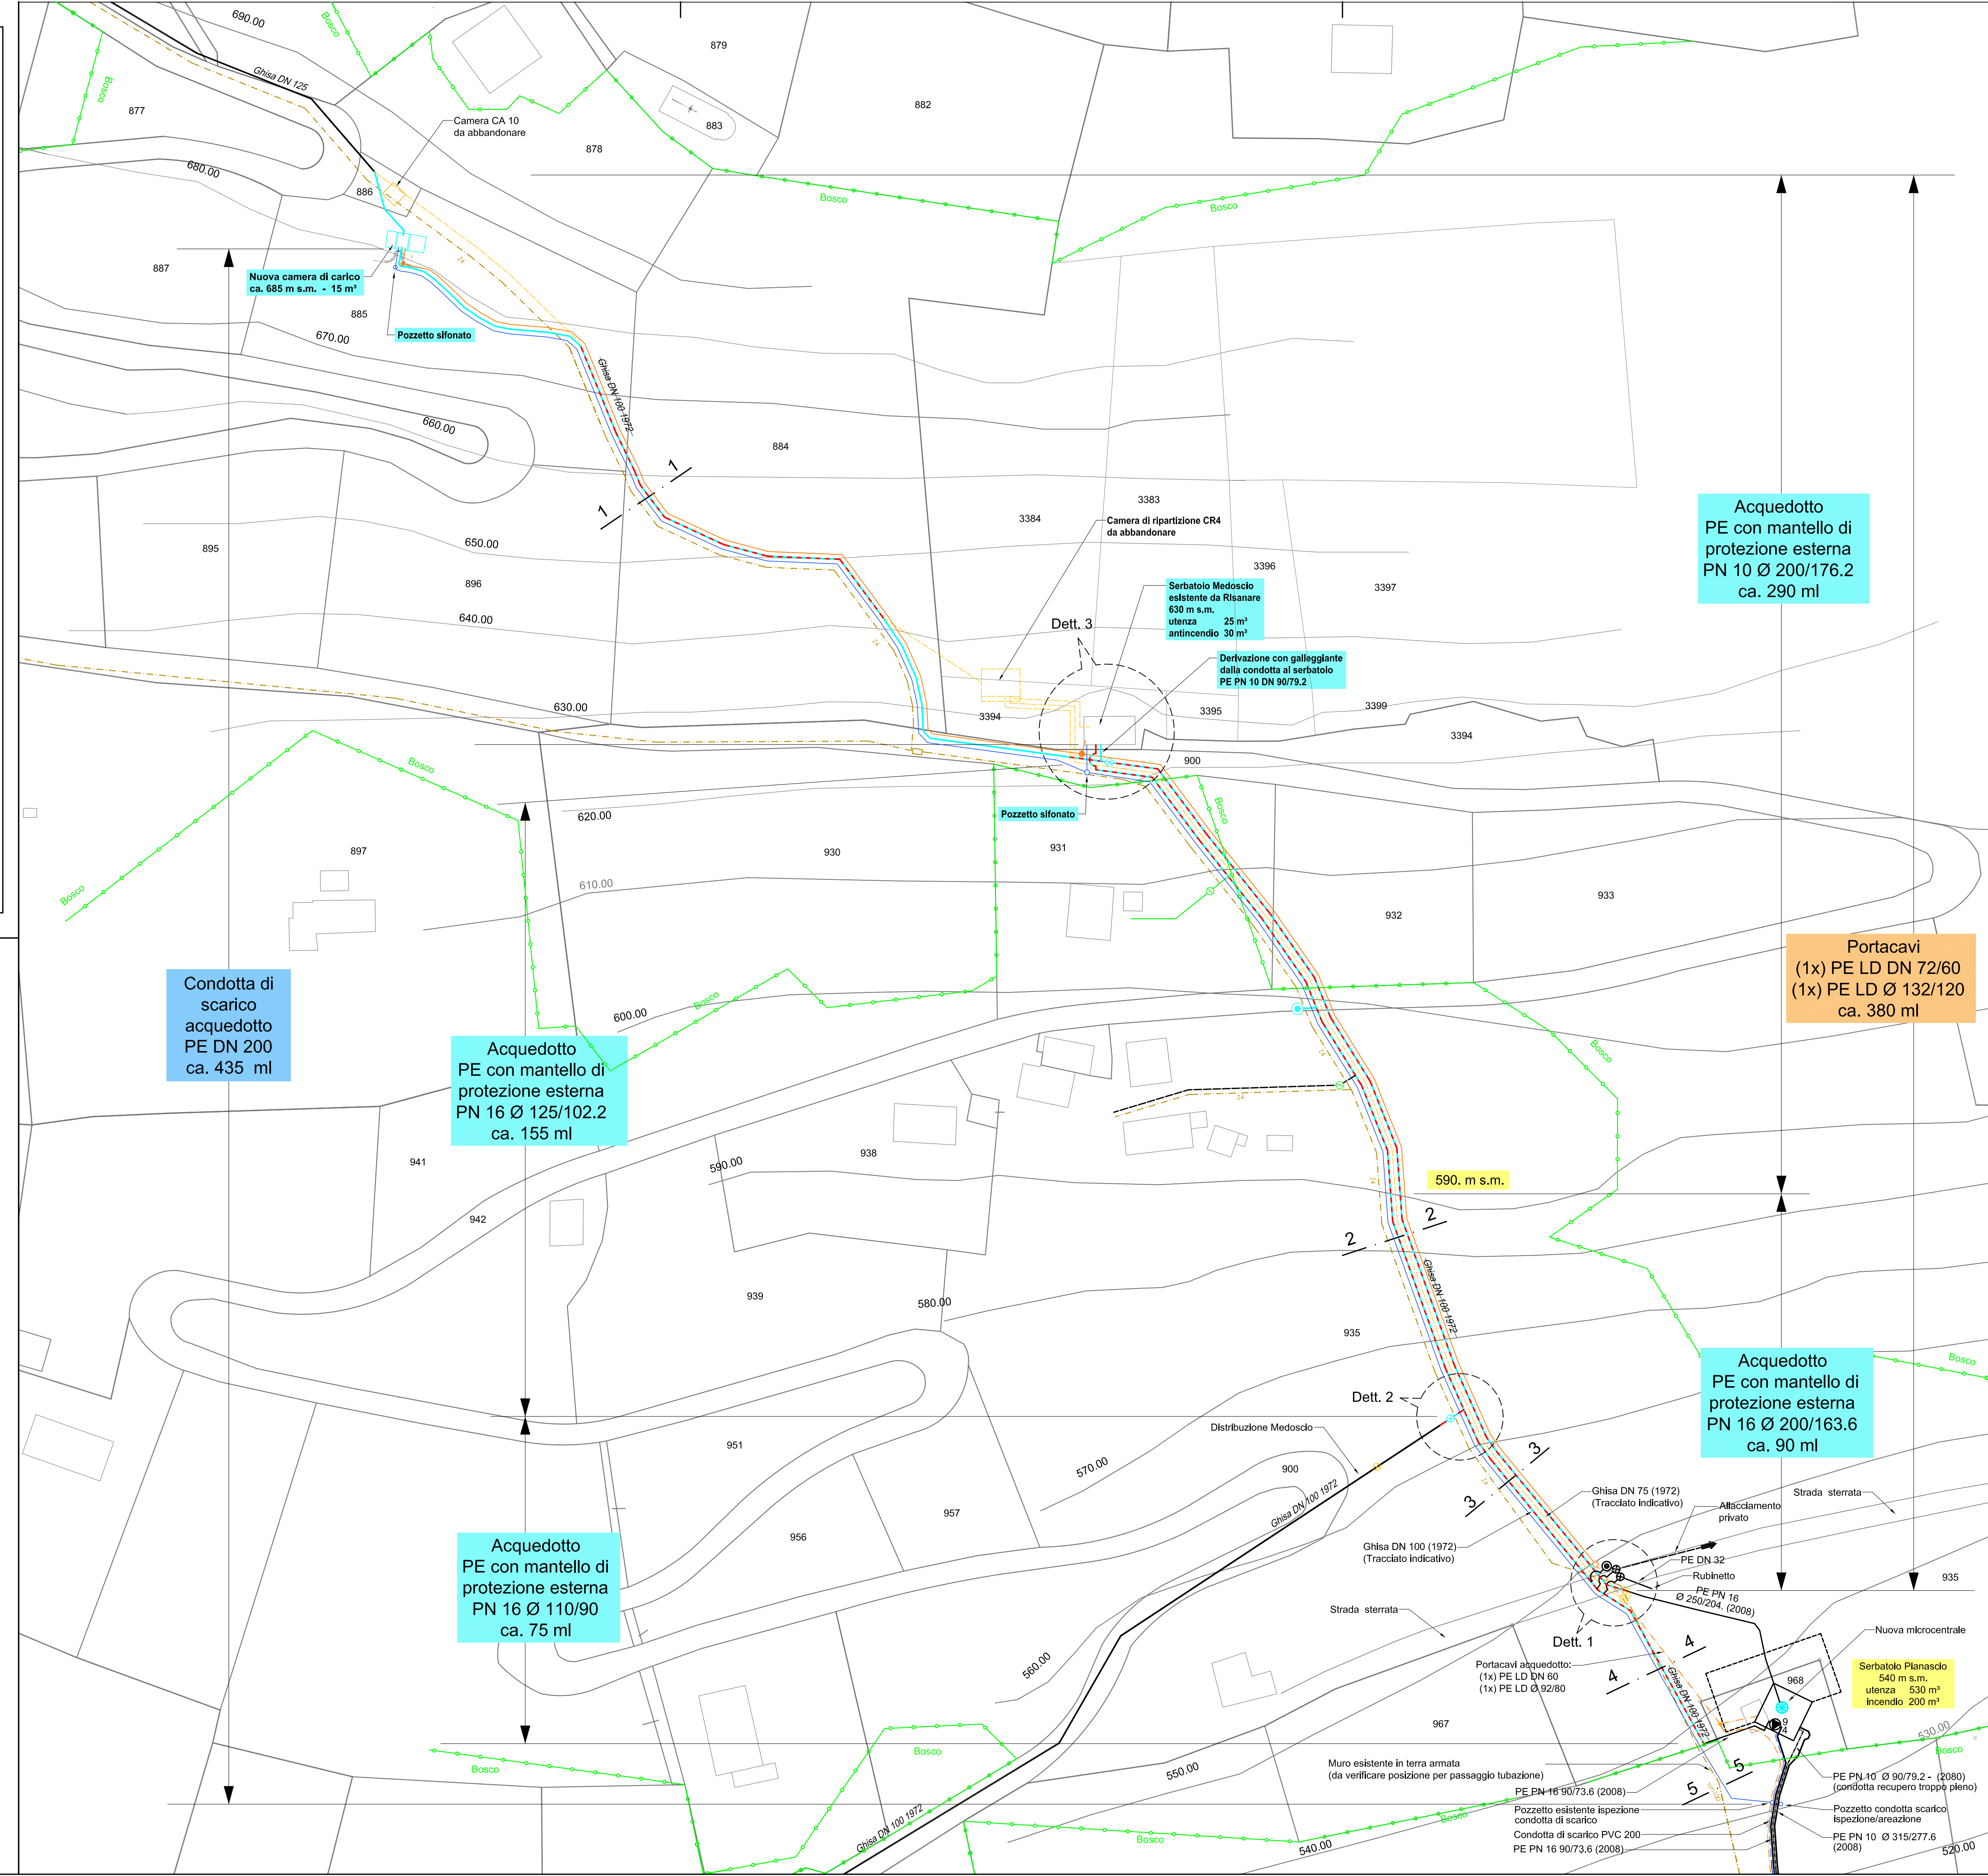 690.00
Bosco
879
Ghisa DN 125
Bosco
877
Camera CA 10
da abbandonare
882
883
878
680.00
886
Bosco
Bosco
887
Nuova camera di carico
ca. 685 m s.m. - 15 m³
885
Pozzetto sifonato
670.00
Ghisa DN 100 1972
660.00
884
1
1
3383
3384
Camera di ripartizione CR4
da abbandonare
Acquedotto
PE con mantello di
protezione esterna
PN 10 Ø 200/176.2
ca. 290 ml
895
650.00
896
3396
3397
Serbatoio Medoscio
esistente da Risanare
630 m s.m.
utenza 25 m³
antincendio 30 m³
640.00
Dett. 3
Derivazione con galleggiante
dalla condotta al serbatoio
PE PN 10 DN 90/79.2
630.00
3394
3395
3399
3394
900
Bosco
Pozzetto sifonato
Bosco
620.00
897
930
931
610.00
Bosco
932
933
Portacavi
(1x) PE LD DN 72/60
(1x) PE LD Ø 132/120
ca. 380 ml
Condotta di
scarico
acquedotto
PE DN 200
ca. 435 ml
Bosco
600.00
Acquedotto
PE con mantello di
protezione esterna
PN 16 Ø 125/102.2
ca. 155 ml
Bosco
941
590.00
938
590. m s.m.
942
2
2
Ghisa DN 100 1972
939
580.00
935
Acquedotto
PE con mantello di
protezione esterna
PN 16 Ø 200/163.6
ca. 90 ml
Bosco
Dett. 2
Distribuzione Medoscio
951
570.00
900
3
3
Ghisa DN 100 1972
Ghisa DN 75 (1972)
(Tracciato indicativo)
Allacciamento
privato
Strada sterrata
957
956
Ghisa DN 100 (1972)
(Tracciato indicativo)
Acquedotto
PE con mantello di
protezione esterna
PN 16 Ø 110/90
ca. 75 ml
PE DN 32
Rubinetto
PE PN 16
Ø 250/204. (2008)
935
Strada sterrata
Dett. 1
Nuova microcentrale
560.00
Portacavi acquedotto:
(1x) PE LD DN 60
(1x) PE LD Ø 92/80
4
4
Ghisa DN 100 1972
968
Serbatoio Pianascio
540 m s.m.
utenza 530 m³
incendio 200 m³
967
9
4
530.00
Bosco
Bosco
Bosco
550.00
Muro esistente in terra armata
(da verificare posizione per passaggio tubazione)
5
5
PE PN 16 90/73.6 (2008)
PE PN 10 Ø 90/79.2 - (2080)
(condotta recupero troppo pieno)
Pozzetto esistente ispezione
condotta di scarico
Bosco
Pozzetto condotta scarico
ispezione/areazione
Ghisa DN 100 1972
Bosco
Condotta di scarico PVC 200
PE PN 16 90/73.6 (2008)
PE PN 10 Ø 315/277.6
(2008)
540.00
520.00